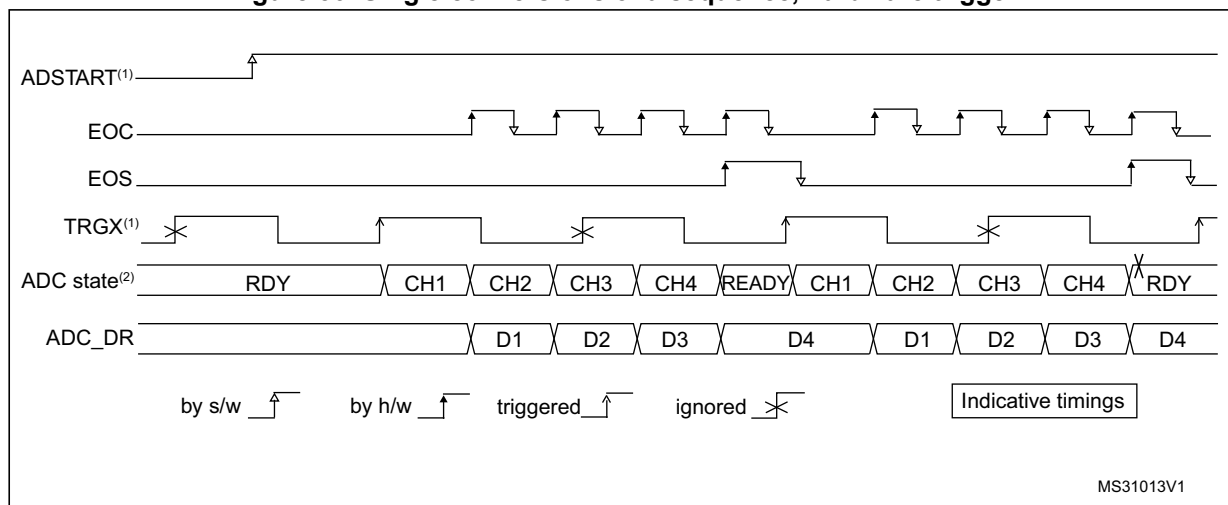 ADSTART(1)
EOC
EOS
TRGX(1)
ADC state(2) RDY CH1 CH2 CH3 CH4 READY CH1 CH2 CH3 CH4 RDY
ADC_DR D1 D2 D3 D4 D1 D2 D3 D4
by s/w by h/w triggered ignored Indicative timings
MS31013V1